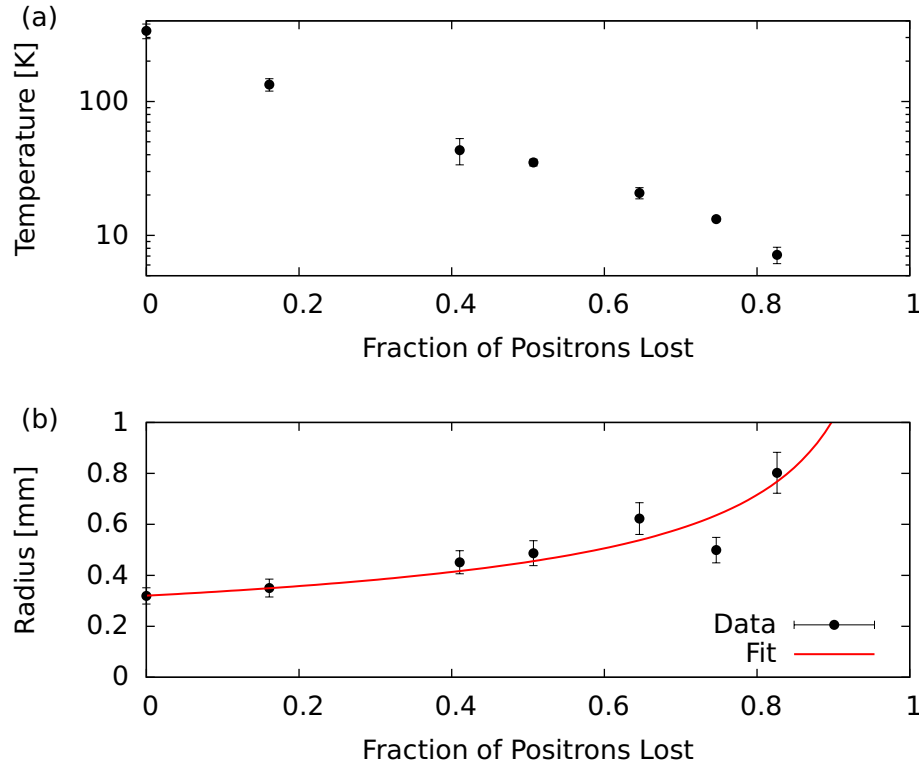 (a)
Temperature [K]
100
10
0 0.2 0.4 0.6 0.8 1
Fraction of Positrons Lost
(b)
Radius [mm]
1
0.8
0.6
0.4
0.2
0
Data
Fit
0 0.2 0.4 0.6 0.8 1
Fraction of Positrons Lost